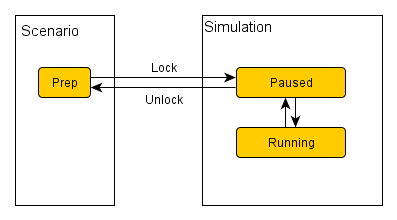 Scenario
Simulation
Prep
Lock
Unlock
Paused
Running